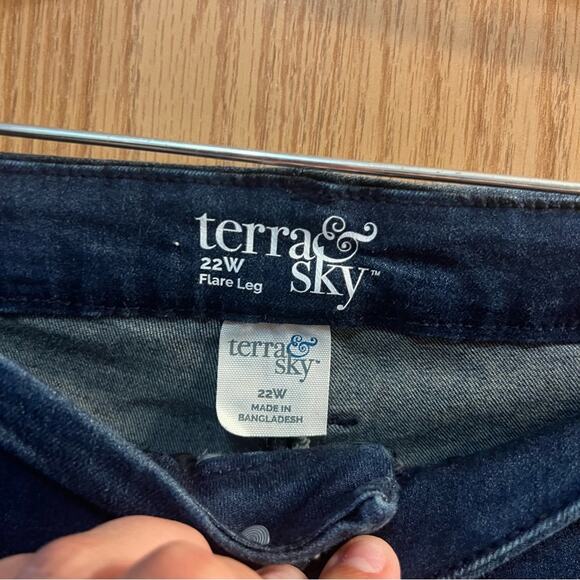 terra&
sky™
22W
Flare Leg
terra&
sky™
22W
MADE IN
BANGLADESH